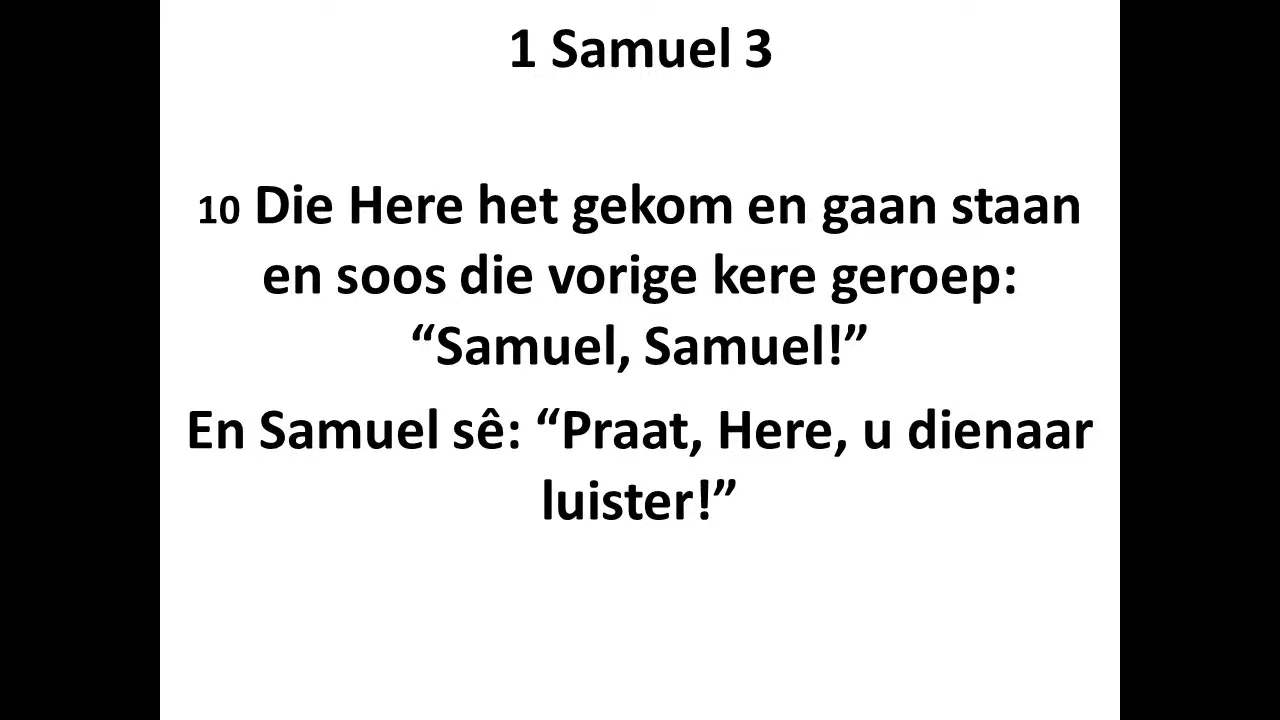 1 Samuel 3
10 Die Here het gekom en gaan staan
en soos die vorige kere geroep:
“Samuel, Samuel!”
En Samuel sê: “Praat, Here, u dienaar
luister!”